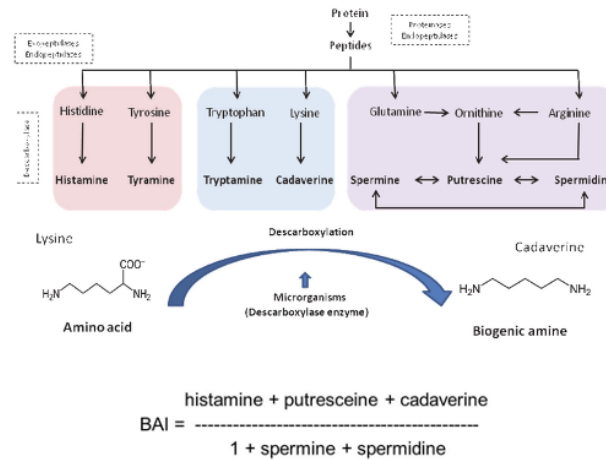 Protein
Proteinases
Endopeptidases
Exopeptidases
Endopeptidases
Peptides
Histidine Tyrosine Tryptophan Lysine Glutamine Ornithine Arginine
Histamine Tyramine Tryptamine Cadaverine Spermine Putrescine Spermidin
Lysine
Descarboxylation
Cadaverine
COO⁻
H₂N NH₂
H₂N NH₂
Microrganisms
(Descarboxylase enzyme)
Amino acid
Biogenic amine
histamine + putresceine + cadaverine
BAI = ------------------------------------------------
1 + spermine + spermidine